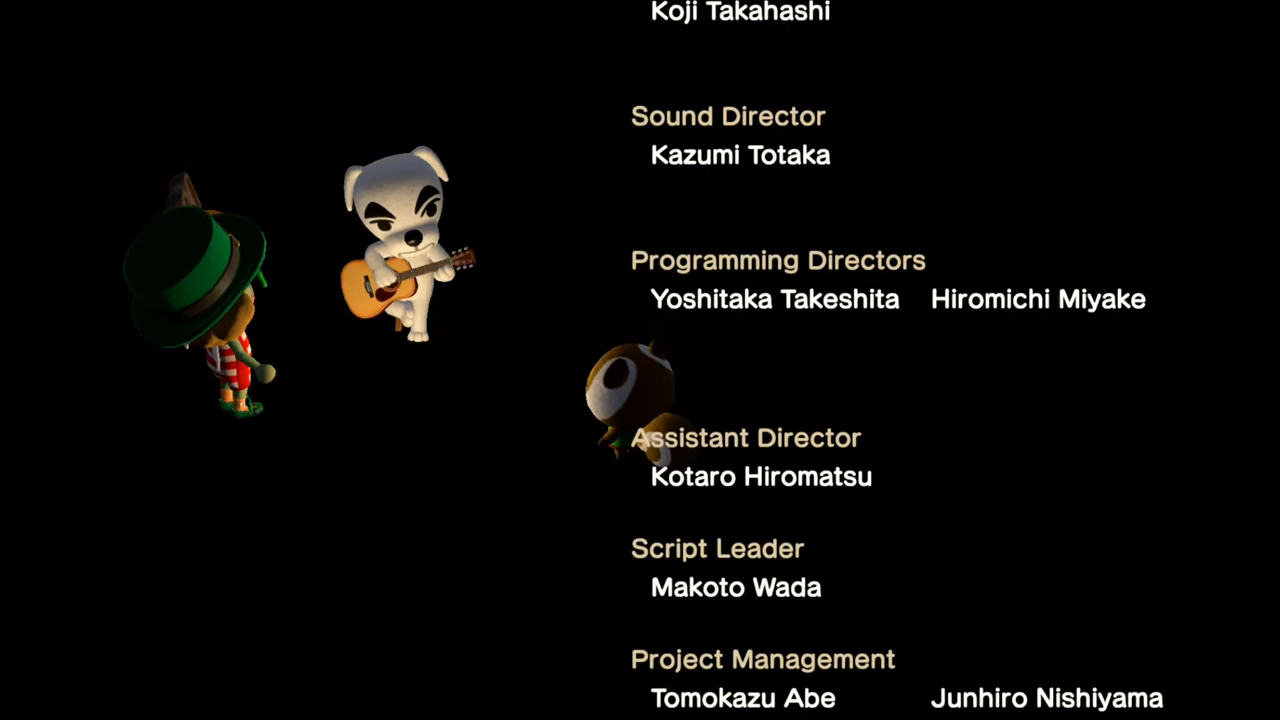 Koji Takahashi
Sound Director
Kazumi Totaka
Programming Directors
Yoshitaka Takeshita Hiromichi Miyake
Assistant Director
Kotaro Hiromatsu
Script Leader
Makoto Wada
Project Management
Tomokazu Abe Junhiro Nishiyama